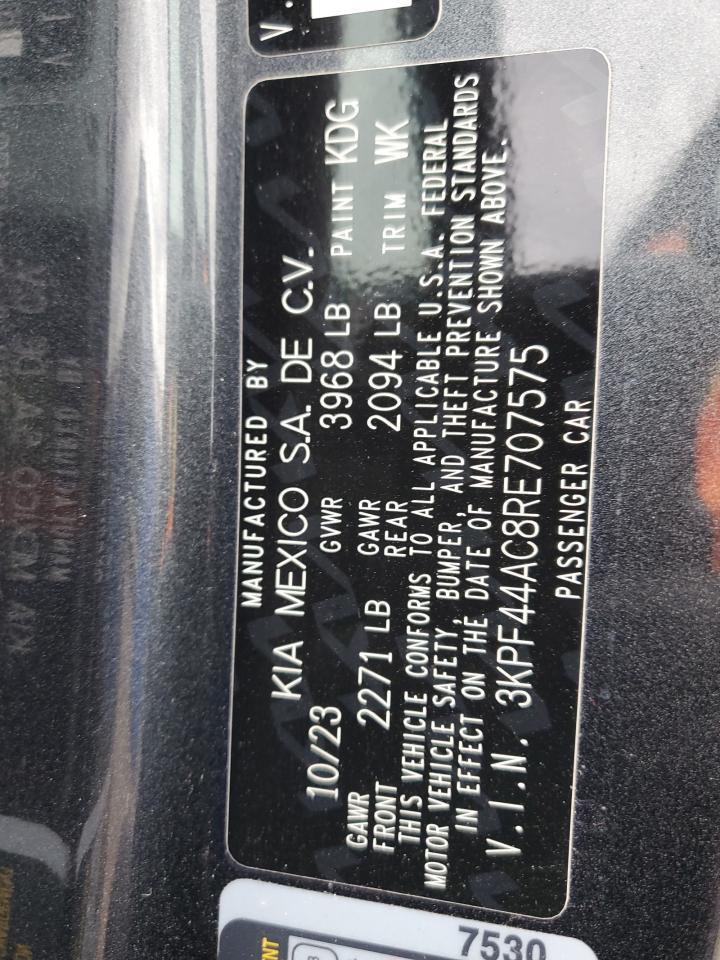 V.
MANUFACTURED BY
KIA MEXICO S.A. DE C.V.
10/23 GVWR 3968 LB PAINT KDG
GAWR FRONT 2271 LB GAWR REAR 2094 LB TRIM WK
THIS VEHICLE CONFORMS TO ALL APPLICABLE U.S.A. FEDERAL
MOTOR VEHICLE SAFETY, BUMPER, AND THEFT PREVENTION STANDARDS
IN EFFECT ON THE DATE OF MANUFACTURE SHOWN ABOVE.
V.I.N. 3KPF44AC8RE707575
PASSENGER CAR
7530